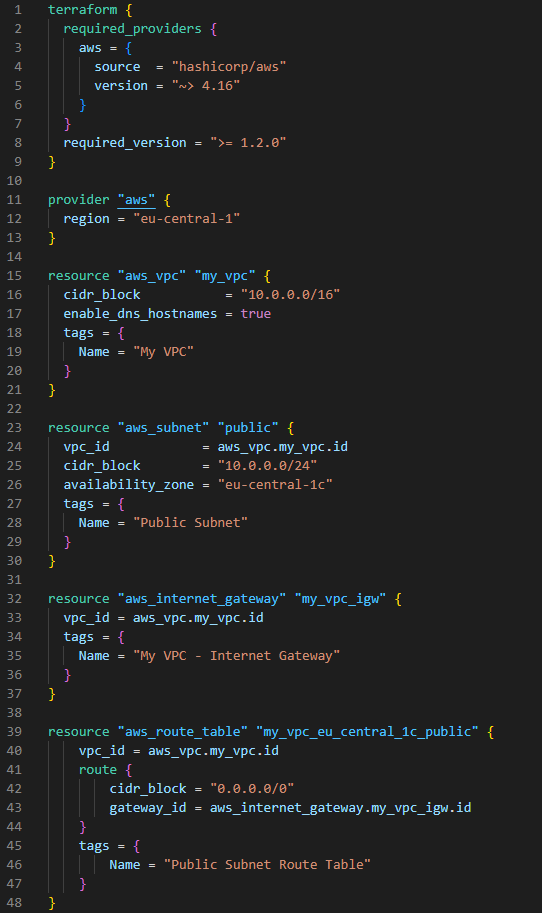 1 terraform {
2   required_providers {
3     aws = {
4       source  = "hashicorp/aws"
5       version = "~> 4.16"
6     }
7   }
8   required_version = ">= 1.2.0"
9 }
10
11 provider "aws" {
12   region = "eu-central-1"
13 }
14
15 resource "aws_vpc" "my_vpc" {
16   cidr_block           = "10.0.0.0/16"
17   enable_dns_hostnames = true
18   tags = {
19     Name = "My VPC"
20   }
21 }
22
23 resource "aws_subnet" "public" {
24   vpc_id            = aws_vpc.my_vpc.id
25   cidr_block        = "10.0.0.0/24"
26   availability_zone = "eu-central-1c"
27   tags = {
28     Name = "Public Subnet"
29   }
30 }
31
32 resource "aws_internet_gateway" "my_vpc_igw" {
33   vpc_id = aws_vpc.my_vpc.id
34   tags = {
35     Name = "My VPC - Internet Gateway"
36   }
37 }
38
39 resource "aws_route_table" "my_vpc_eu_central_1c_public" {
40     vpc_id = aws_vpc.my_vpc.id
41     route {
42         cidr_block = "0.0.0.0/0"
43         gateway_id = aws_internet_gateway.my_vpc_igw.id
44     }
45     tags = {
46         Name = "Public Subnet Route Table"
47     }
48 }